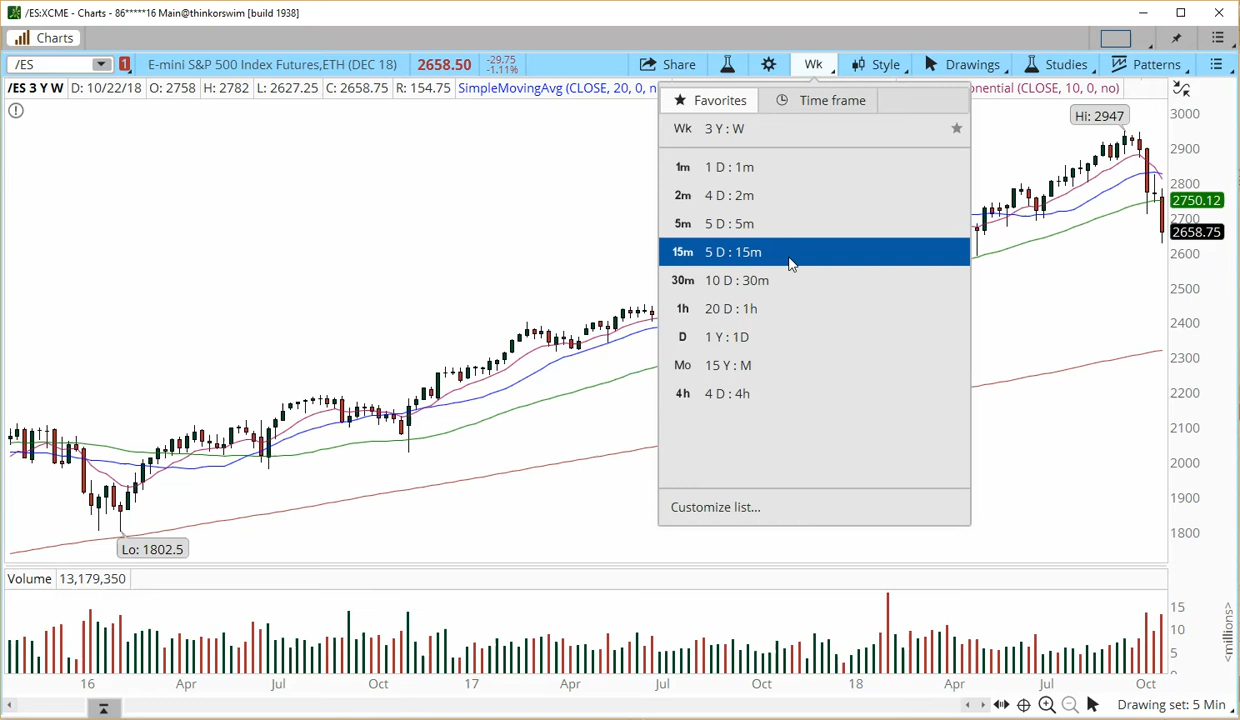 /ES:XCME - Charts - 86*****16 Main@thinkorswim [build 1938]
Charts
/ES 1 E-mini S&P 500 Index Futures,ETH (DEC 18) 2658.50 -29.75 -1.11% Share Wk Style Drawings Studies Patterns
/ES 3 Y W D: 10/22/18 O: 2758 H: 2782 L: 2627.25 C: 2658.75 R: 154.75 SimpleMovingAvg (CLOSE, 20, 0, n ponential (CLOSE, 10, 0, no)
Favorites Time frame
Wk 3 Y : W
1m 1 D : 1m
2m 4 D : 2m
5m 5 D : 5m
15m 5 D : 15m
30m 10 D : 30m
1h 20 D : 1h
D 1 Y : 1D
Mo 15 Y : M
4h 4 D : 4h
Customize list...
Hi: 2947
Lo: 1802.5
3000
2900
2800
2750.12
2700
2658.75
2600
2500
2400
2300
2200
2100
2000
1900
1800
Volume 13,179,350
15
10
5
<millions>
16 Apr Jul Oct 17 Apr Jul Oct 18 Apr Jul Oct
Drawing set: 5 Min